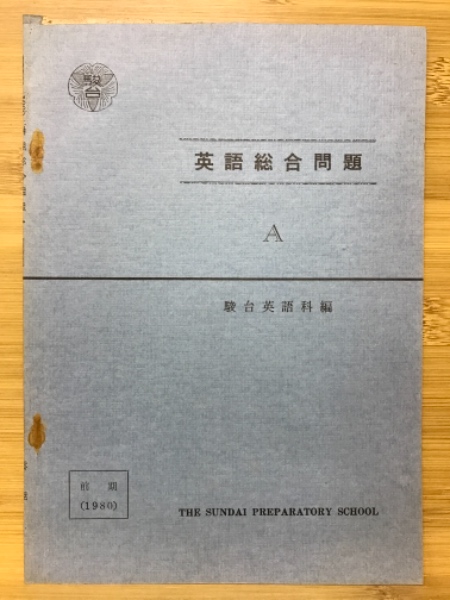 駿台
英語総合問題
A
駿台英語科編
前期
(1980)
THE SUNDAI PREPARATORY SCHOOL